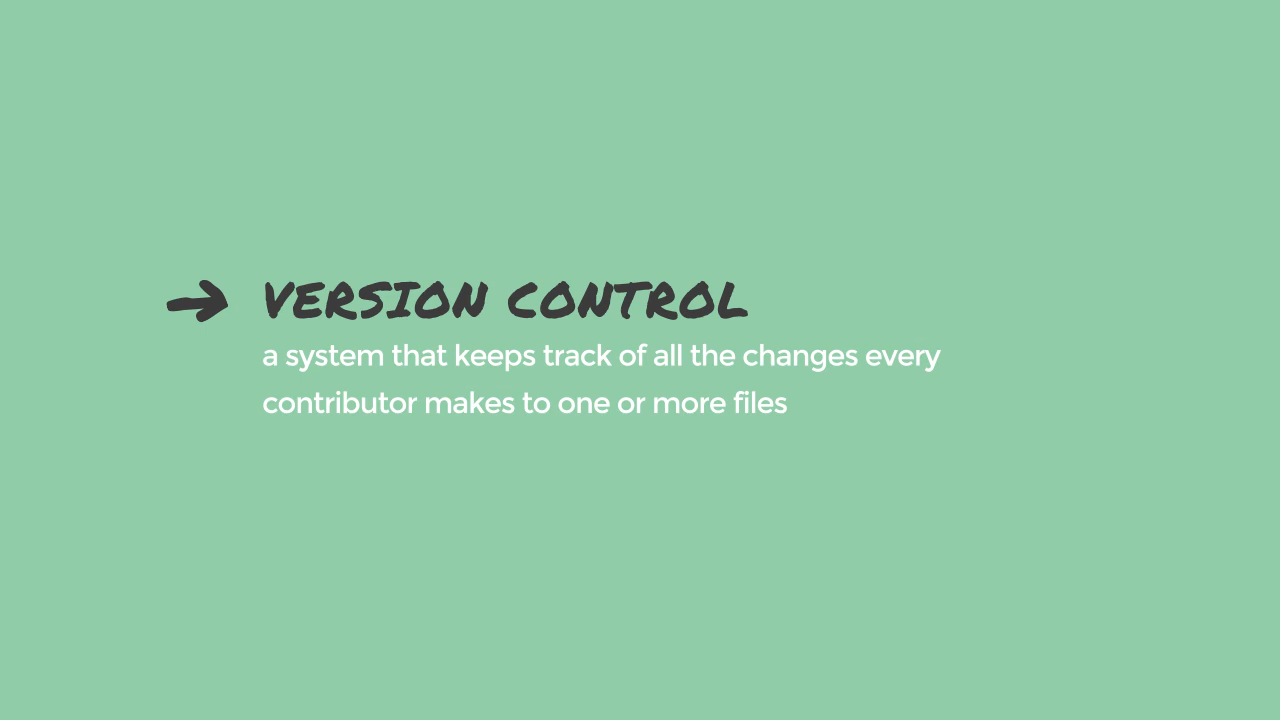 → VERSION CONTROL
a system that keeps track of all the changes every
contributor makes to one or more files